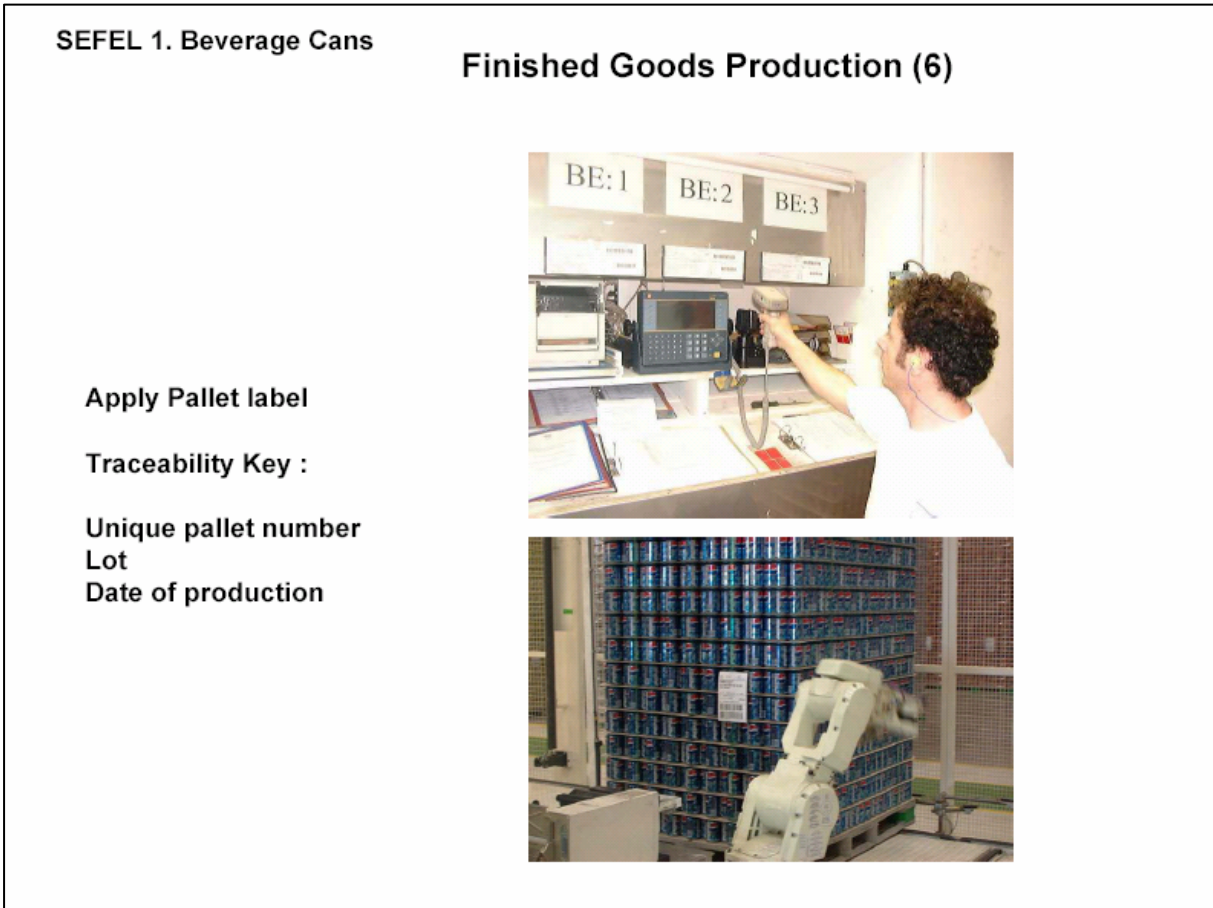 SEFEL 1. Beverage Cans
Finished Goods Production (6)
BE:1
BE:2
BE:3
Apply Pallet label
Traceability Key :
Unique pallet number
Lot
Date of production